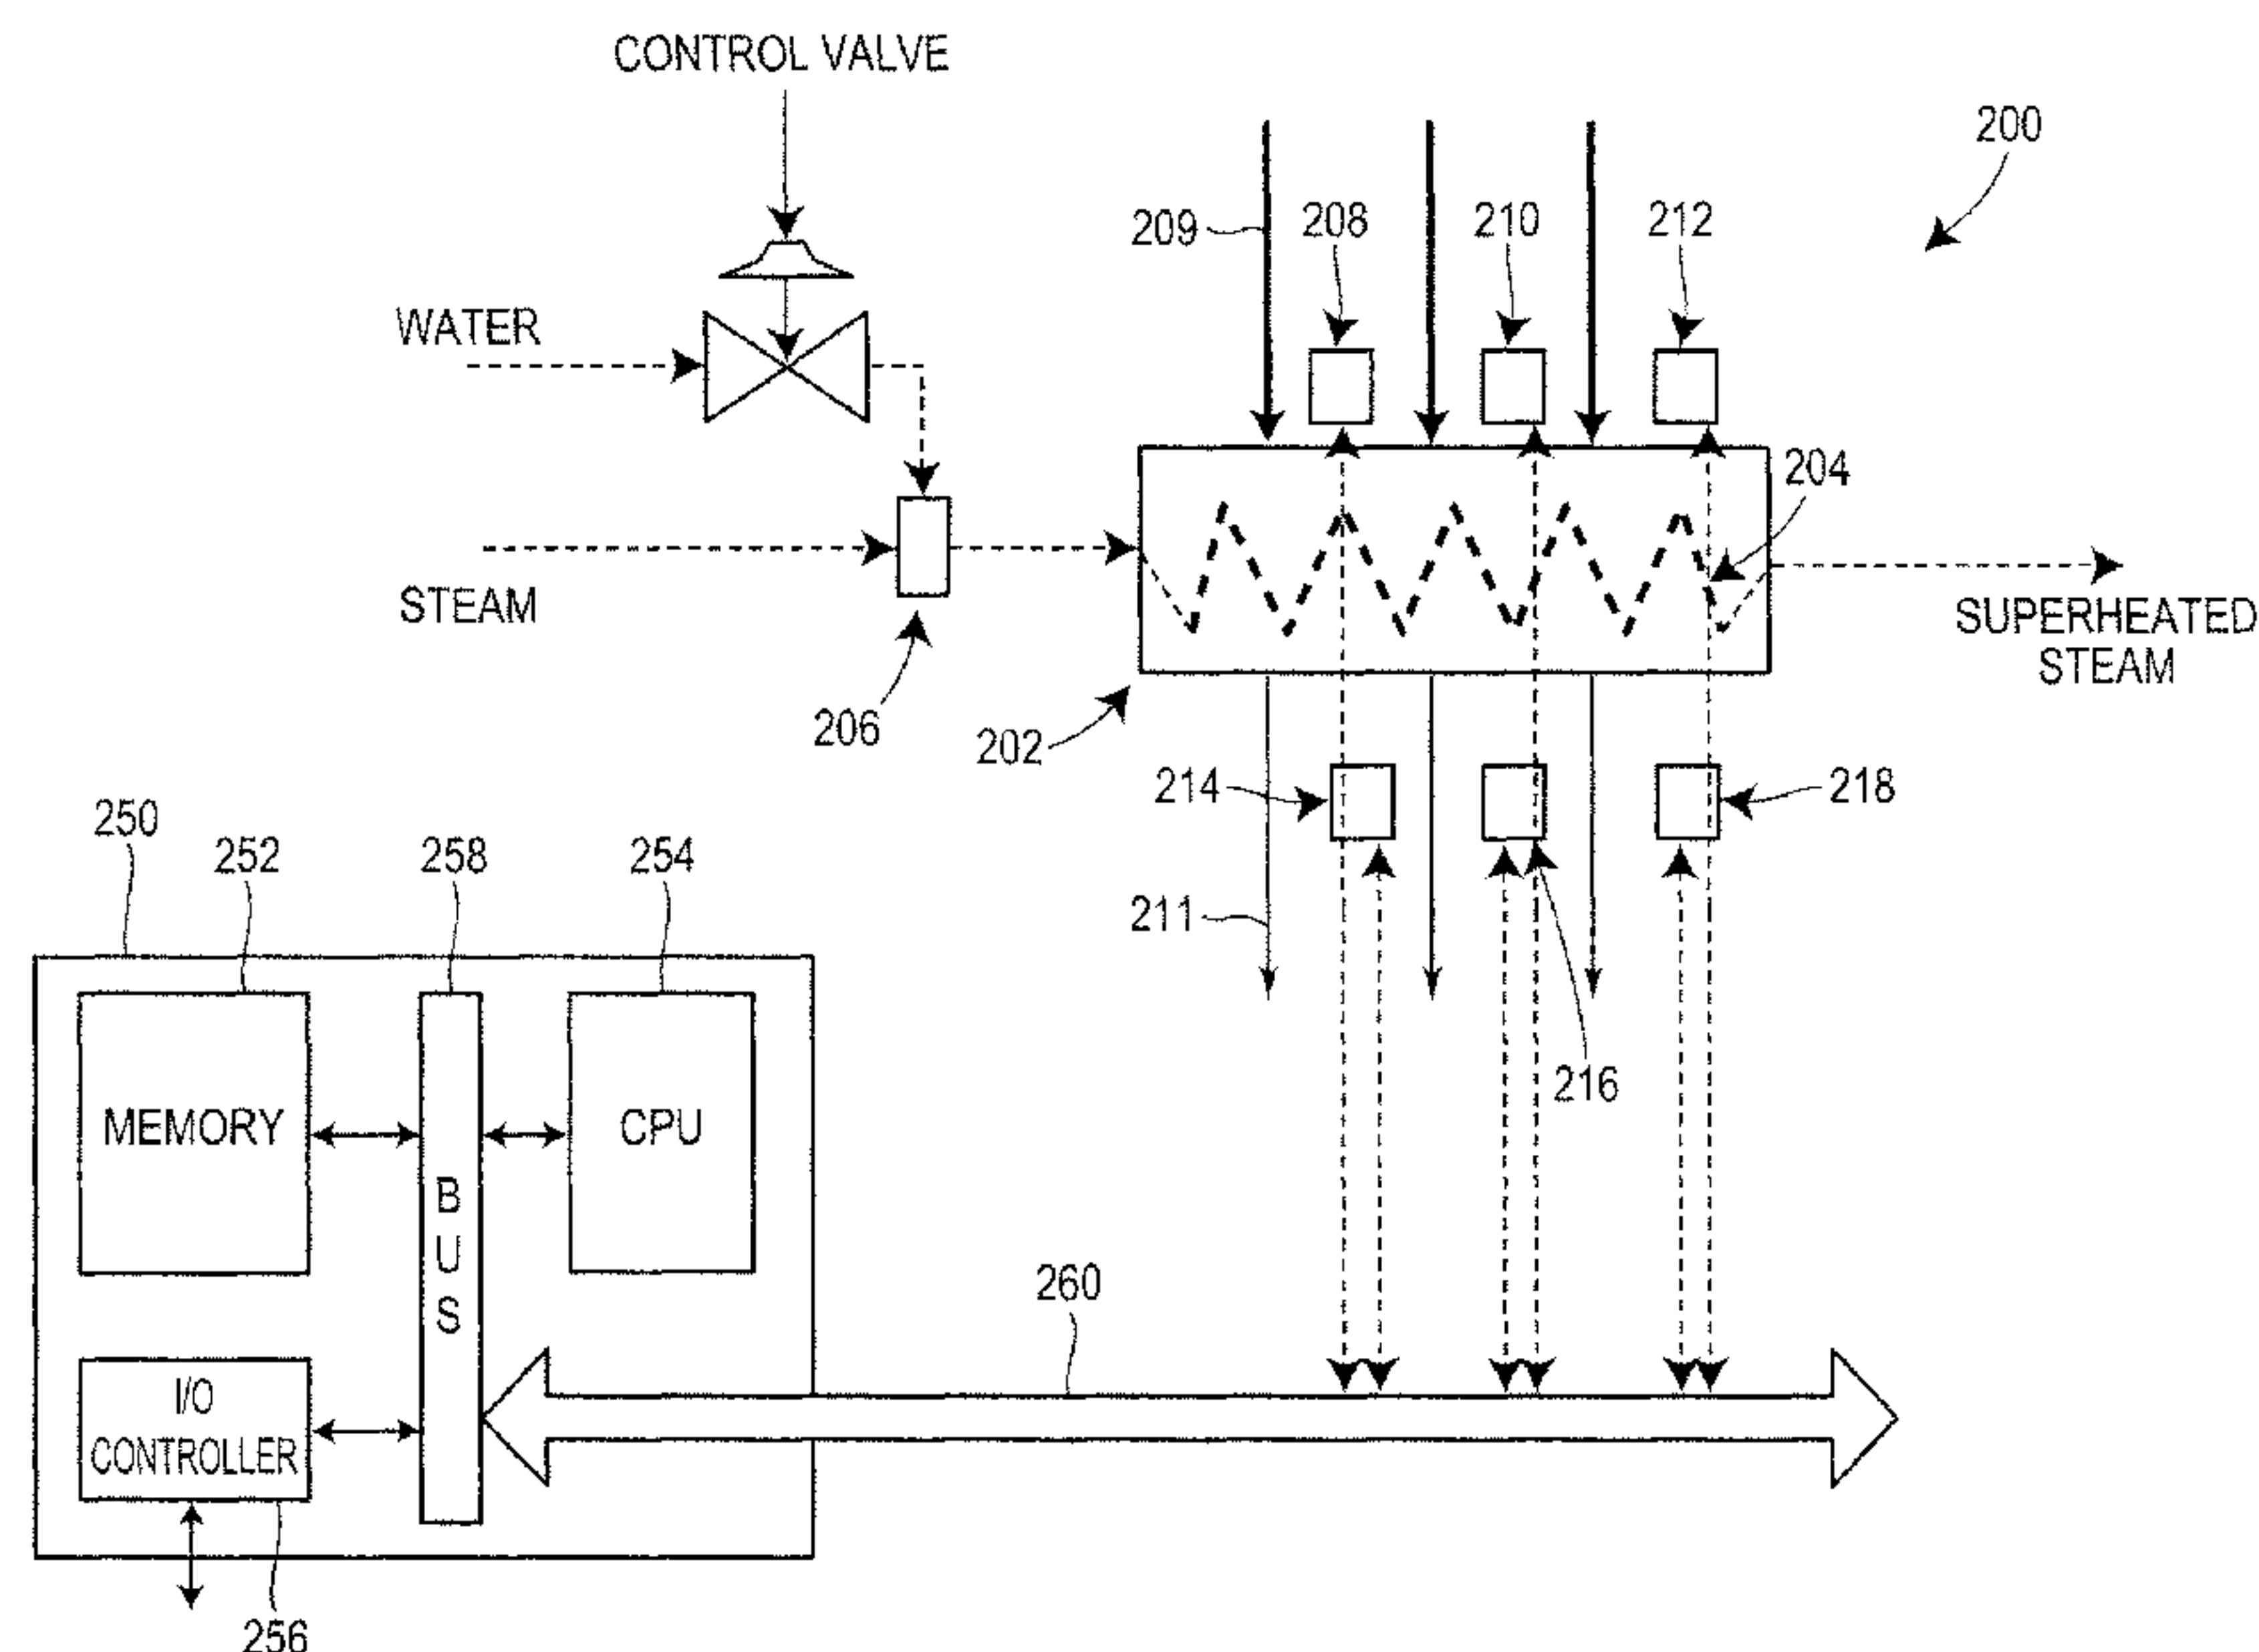 CONTROL VALVE
200
209
208
210
212
WATER
204
STEAM
SUPERHEATED
STEAM
206
202
214
218
250
252
258
254
211
216
MEMORY
BUS
CPU
260
I/O
CONTROLLER
256